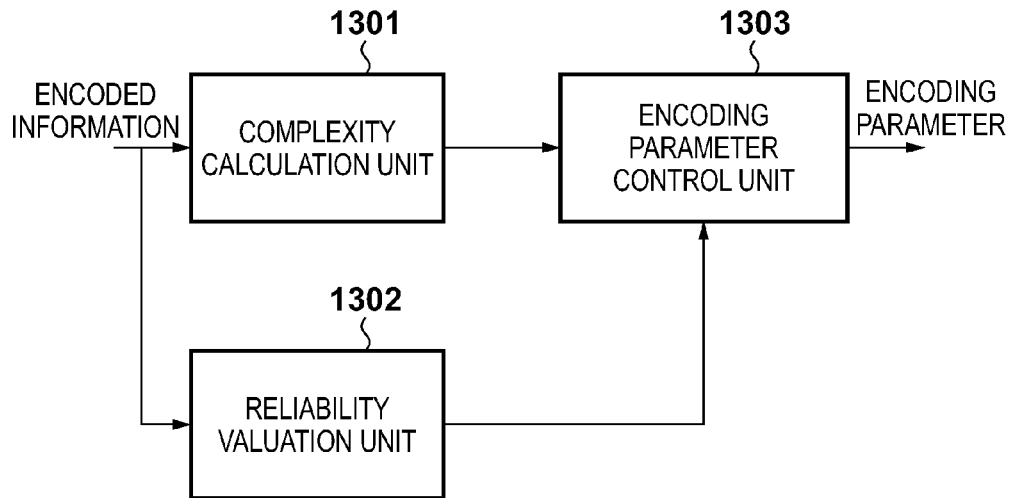 1301
1303
ENCODED
INFORMATION
COMPLEXITY
CALCULATION UNIT
ENCODING
PARAMETER
CONTROL UNIT
ENCODING
PARAMETER
1302
RELIABILITY
VALUATION UNIT